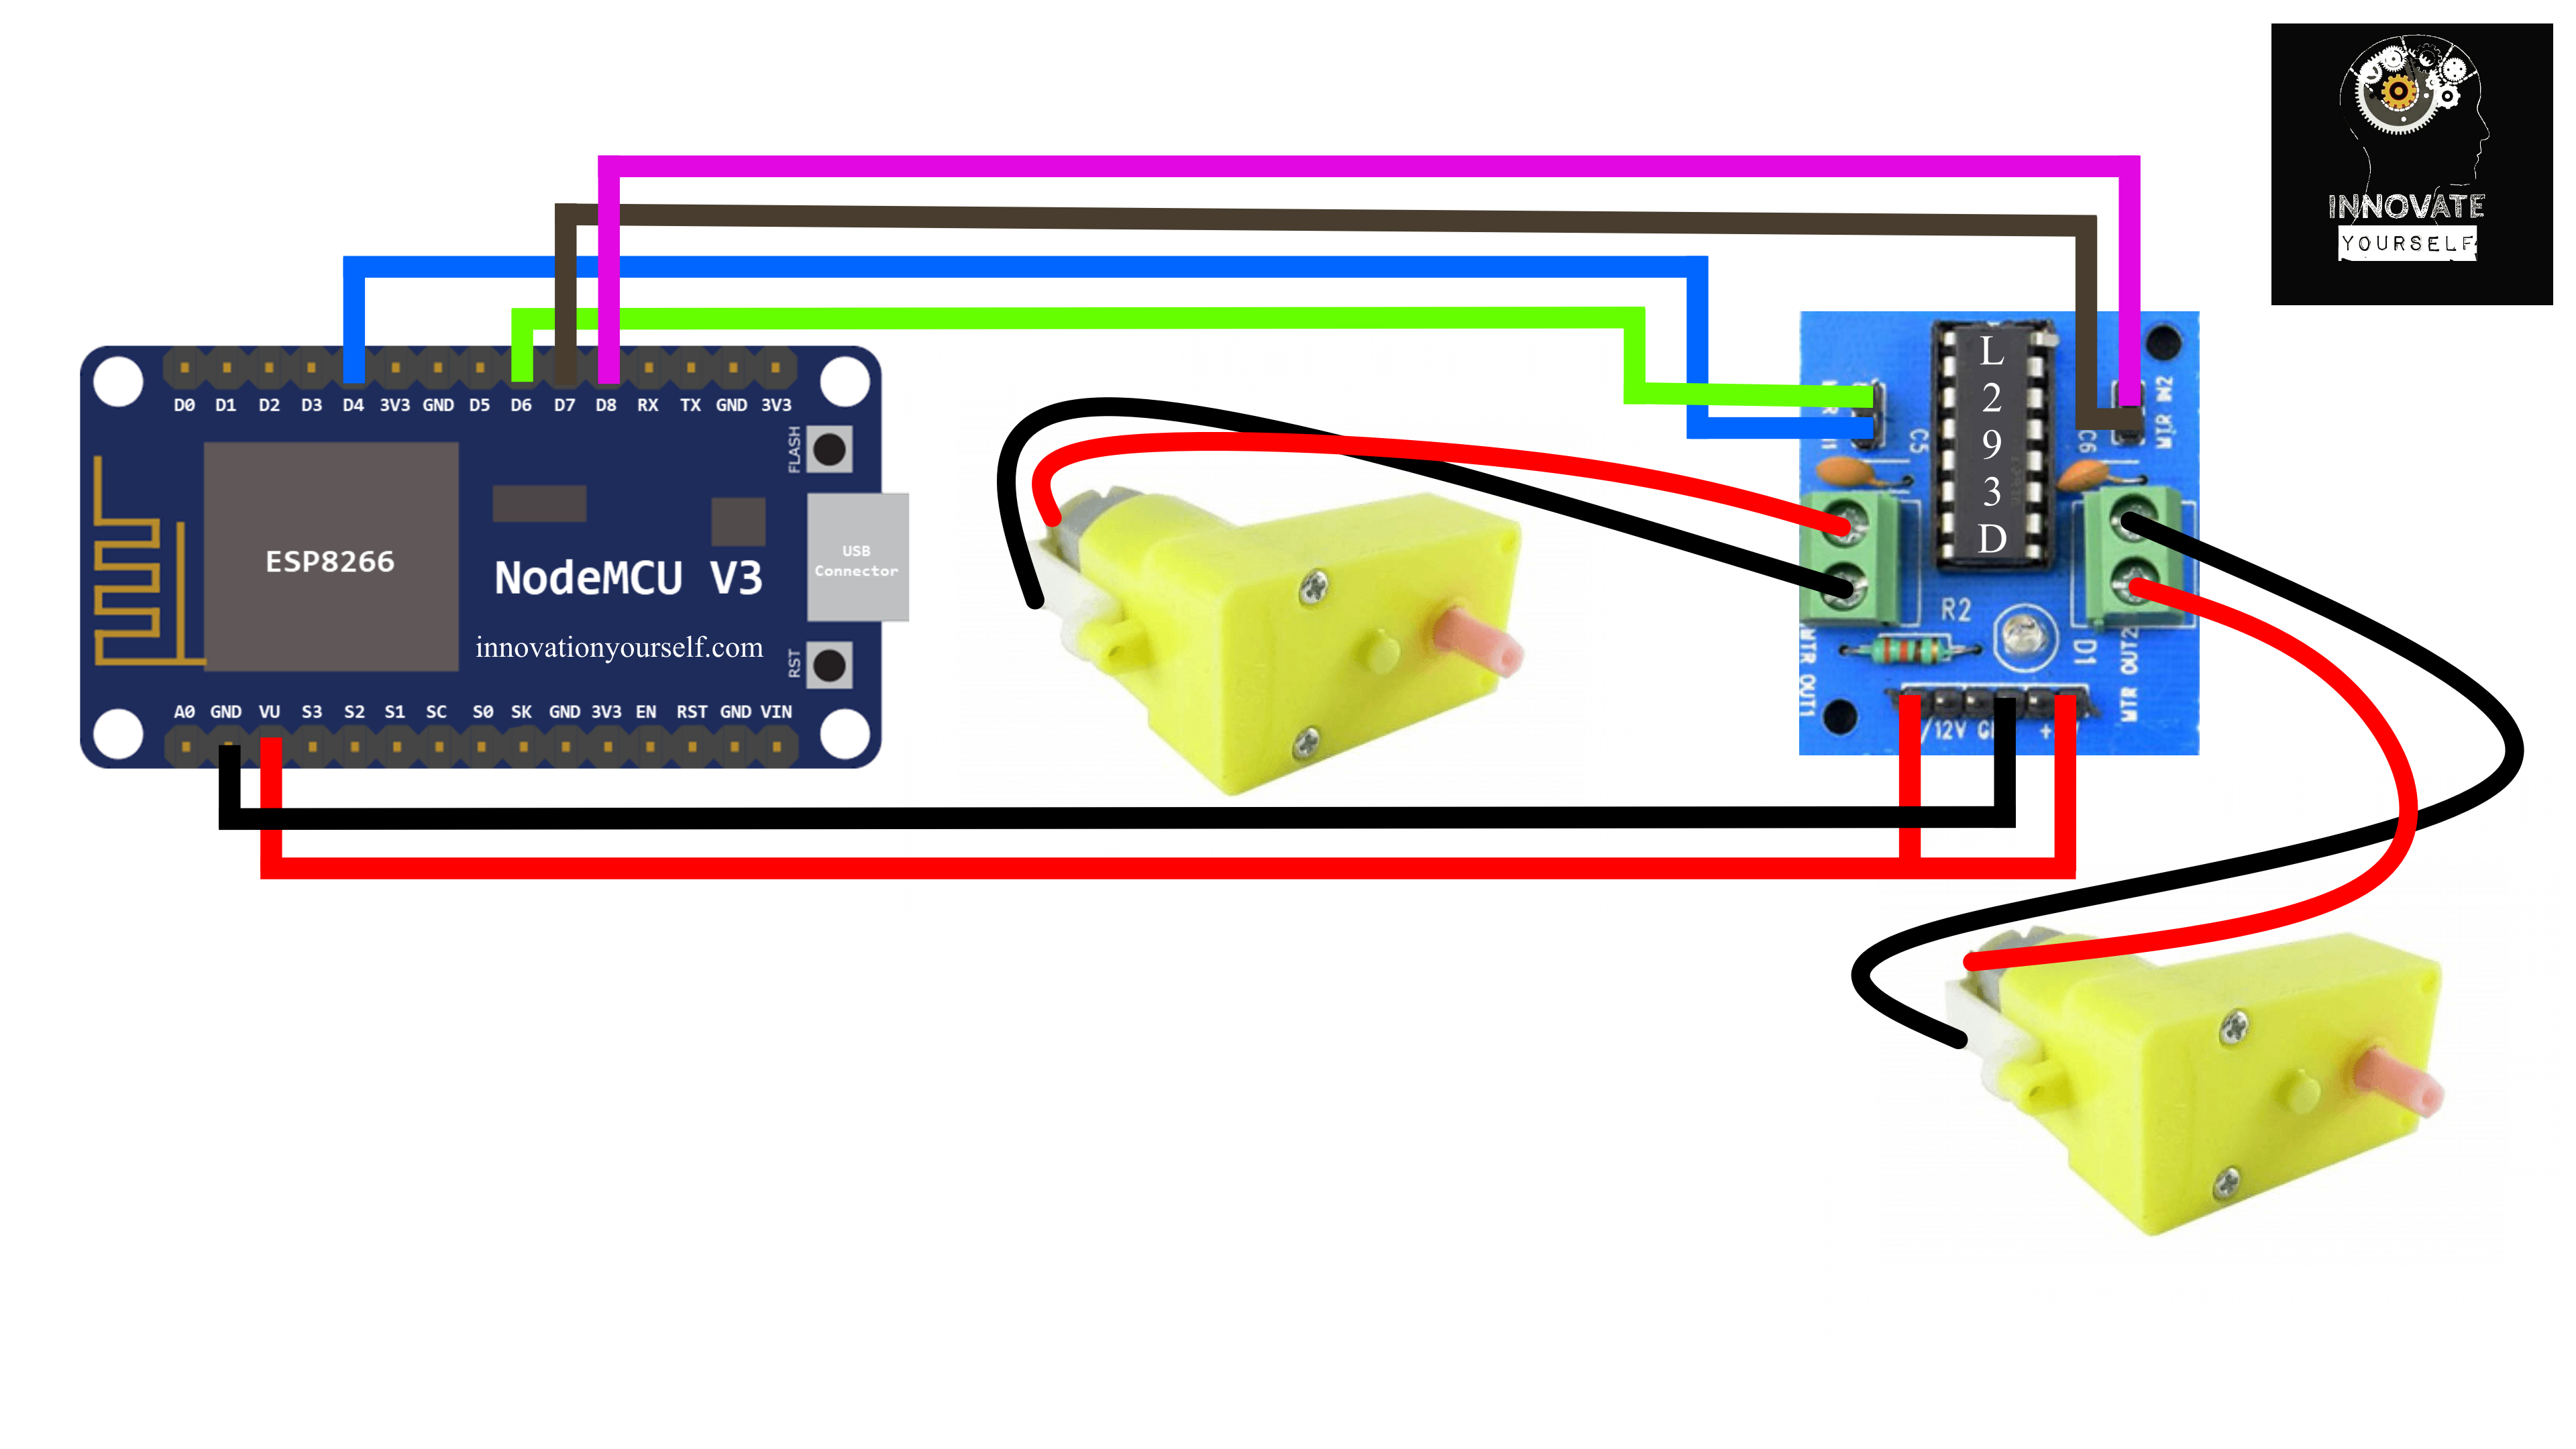 INNOVATE
YOURSELF
D0 D1 D2 D3 D4 3V3 GND D5 D6 D7 D8 RX TX GND 3V3
FLASH
ESP8266
NodeMCU V3
USB
Connector
innovationyourself.com
RST
A0 GND VU S3 S2 S1 SC S0 SK GND 3V3 EN RST GND VIN
L
2
9
3
D
MTR IN2
C5
C6
R2
D1
MTR OUT1
MTR OUT2
/12V